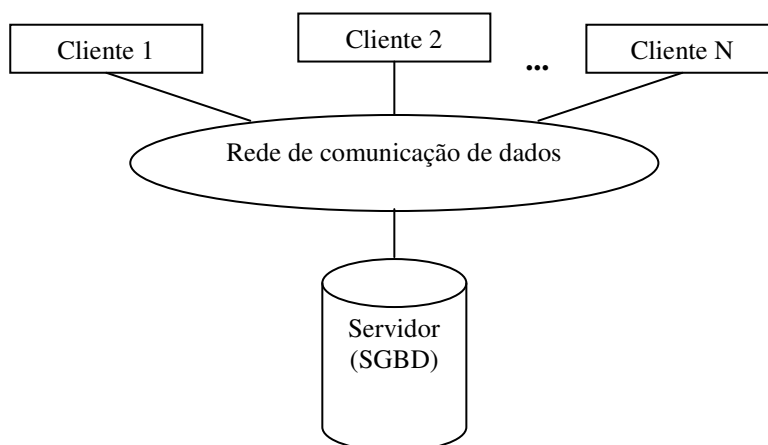 Cliente 1
Cliente 2
...
Cliente N
Rede de comunicação de dados
Servidor
(SGBD)